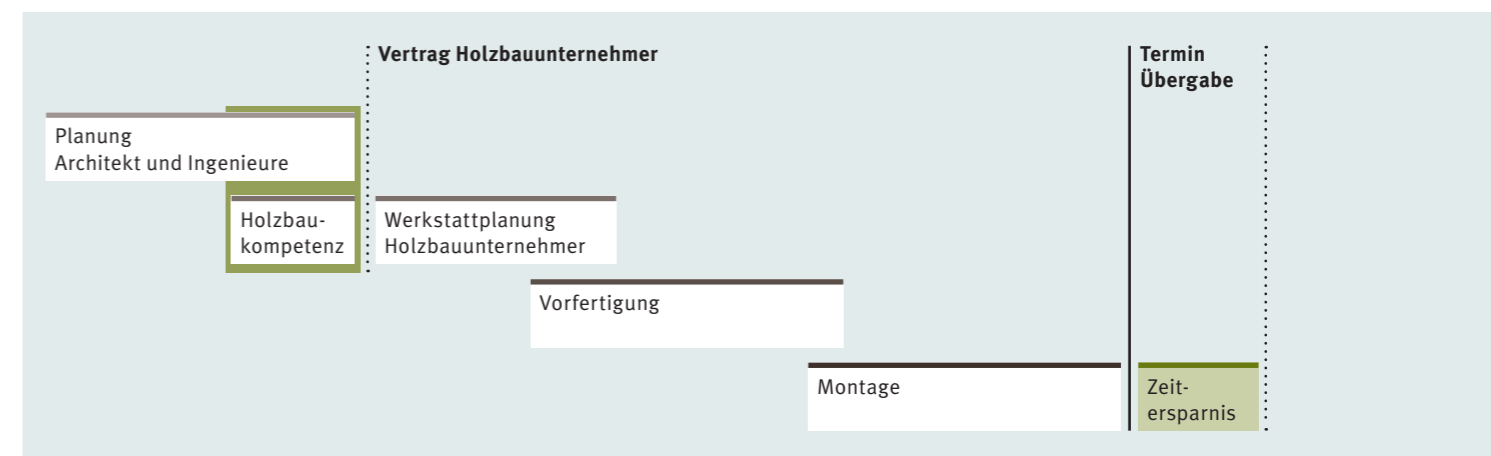 Vertrag Holzbauunternehmer
Termin
Übergabe
Planung
Architekt und Ingenieure
Holzbau-
kompetenz
Werkstattplanung
Holzbauunternehmer
Vorfertigung
Montage
Zeit-
ersparnis